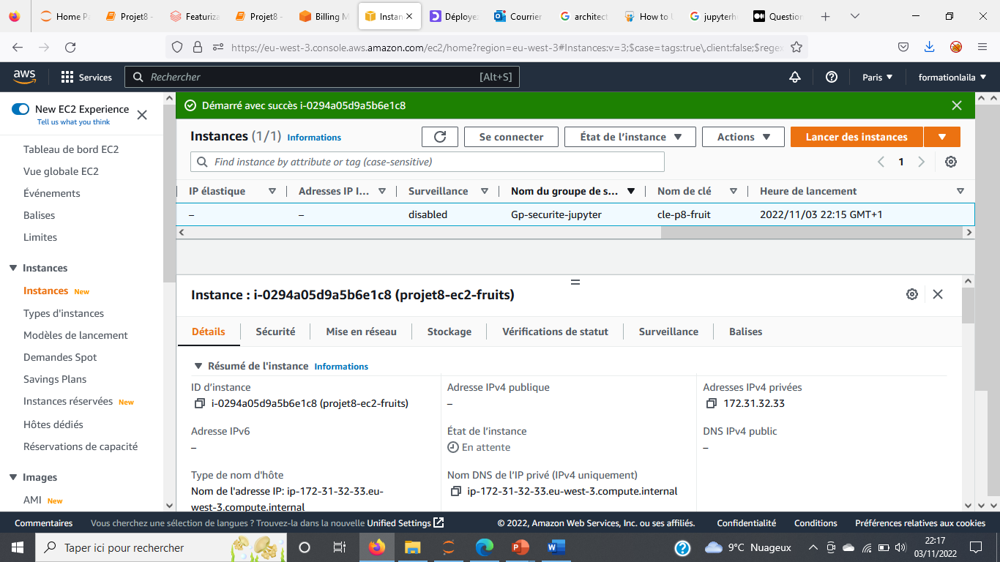 Home Pa
Projet8 -
Featuriza
Projet8 -
Billing M
Instan
Déployez
Courrier
architect
How to U
jupyterhu
Question
https://eu-west-3.console.aws.amazon.com/ec2/home?region=eu-west-3#Instances:v=3;$case=tags:true\,client:false;$regex
aws
Services
Rechercher
[Alt+S]
Paris
formationlaila
New EC2 Experience
Tell us what you think
Tableau de bord EC2
Vue globale EC2
Événements
Balises
Limites
Instances
Instances New
Types d'instances
Modèles de lancement
Demandes Spot
Savings Plans
Instances réservées New
Hôtes dédiés
Réservations de capacité
Images
AMI New
Démarré avec succès i-0294a05d9a5b6e1c8
Instances (1/1) Informations
Se connecter
État de l'instance
Actions
Lancer des instances
Find instance by attribute or tag (case-sensitive)
1
IP élastique
Adresses IP I...
Surveillance
Nom du groupe de s...
Nom de clé
Heure de lancement
–
–
disabled
Gp-securite-jupyter
cle-p8-fruit
2022/11/03 22:15 GMT+1
Instance : i-0294a05d9a5b6e1c8 (projet8-ec2-fruits)
Détails
Sécurité
Mise en réseau
Stockage
Vérifications de statut
Surveillance
Balises
Résumé de l'instance Informations
ID d'instance
i-0294a05d9a5b6e1c8 (projet8-ec2-fruits)
Adresse IPv4 publique
–
Adresses IPv4 privées
172.31.32.33
Adresse IPv6
–
État de l'instance
En attente
DNS IPv4 public
–
Type de nom d'hôte
Nom de l'adresse IP: ip-172-31-32-33.eu-
west-3.compute.internal
Nom DNS de l'IP privé (IPv4 uniquement)
ip-172-31-32-33.eu-west-3.compute.internal
Commentaires
Vous cherchez une sélection de langues ? Trouvez-la dans la nouvelle Unified Settings
© 2022, Amazon Web Services, Inc. ou ses affiliés.
Confidentialité
Conditions
Préférences relatives aux cookies
Taper ici pour rechercher
9°C Nuageux
22:17
03/11/2022